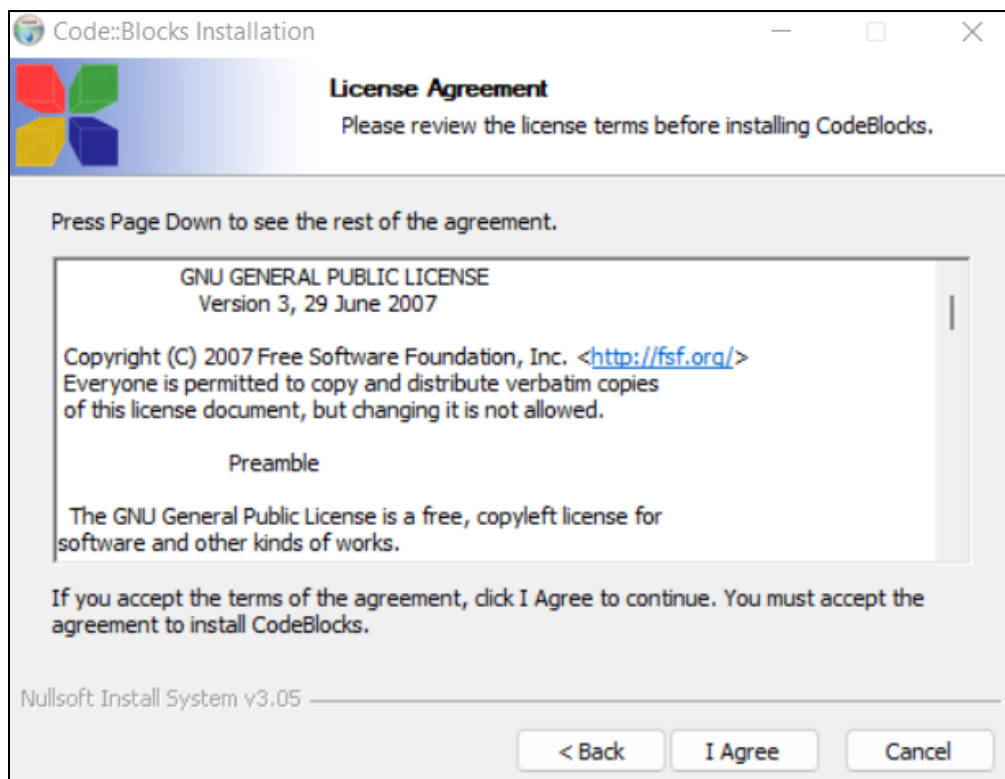 Code::Blocks Installation
License Agreement
Please review the license terms before installing CodeBlocks.
Press Page Down to see the rest of the agreement.
GNU GENERAL PUBLIC LICENSE
Version 3, 29 June 2007
Copyright (C) 2007 Free Software Foundation, Inc. <http://fsf.org/>
Everyone is permitted to copy and distribute verbatim copies
of this license document, but changing it is not allowed.
Preamble
The GNU General Public License is a free, copyleft license for
software and other kinds of works.
If you accept the terms of the agreement, click I Agree to continue. You must accept the
agreement to install CodeBlocks.
Nullsoft Install System v3.05
< Back I Agree Cancel